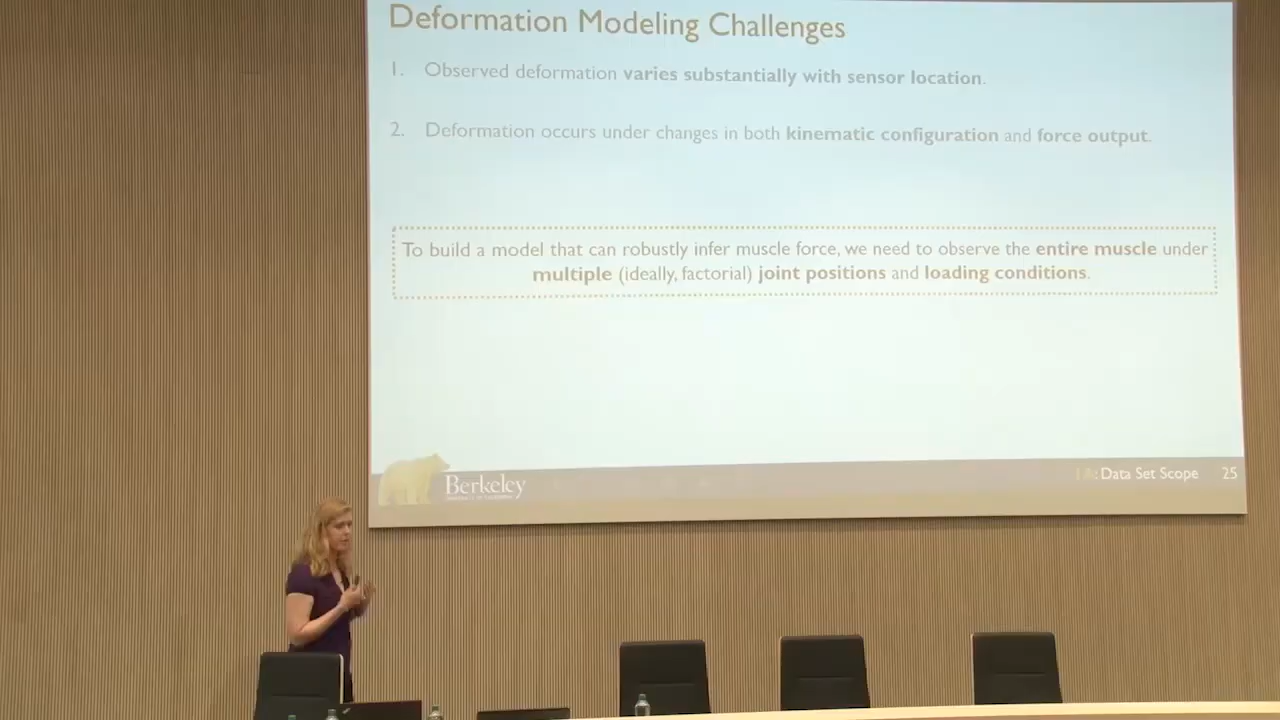 Deformation Modeling Challenges
1. Observed deformation varies substantially with sensor location.
2. Deformation occurs under changes in both kinematic configuration and force output.
To build a model that can robustly infer muscle force, we need to observe the entire muscle under
multiple (ideally, factorial) joint positions and loading conditions.
Berkeley
Data Set Scope 25